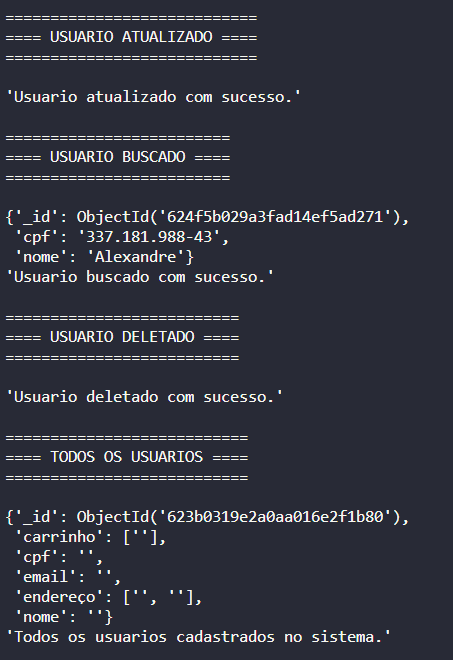 ============================
==== USUARIO ATUALIZADO ====
============================
'Usuario atualizado com sucesso.'
=========================
==== USUARIO BUSCADO ====
=========================
{'_id': ObjectId('624f5b029a3fad14ef5ad271'),
'cpf': '337.181.988-43',
'nome': 'Alexandre'}
'Usuario buscado com sucesso.'
==========================
==== USUARIO DELETADO ====
==========================
'Usuario deletado com sucesso.'
===========================
==== TODOS OS USUARIOS ====
===========================
{'_id': ObjectId('623b0319e2a0aa016e2f1b80'),
'carrinho': [''],
'cpf': '',
'email': '',
'endereço': ['', ''],
'nome': ''}
'Todos os usuarios cadastrados no sistema.'